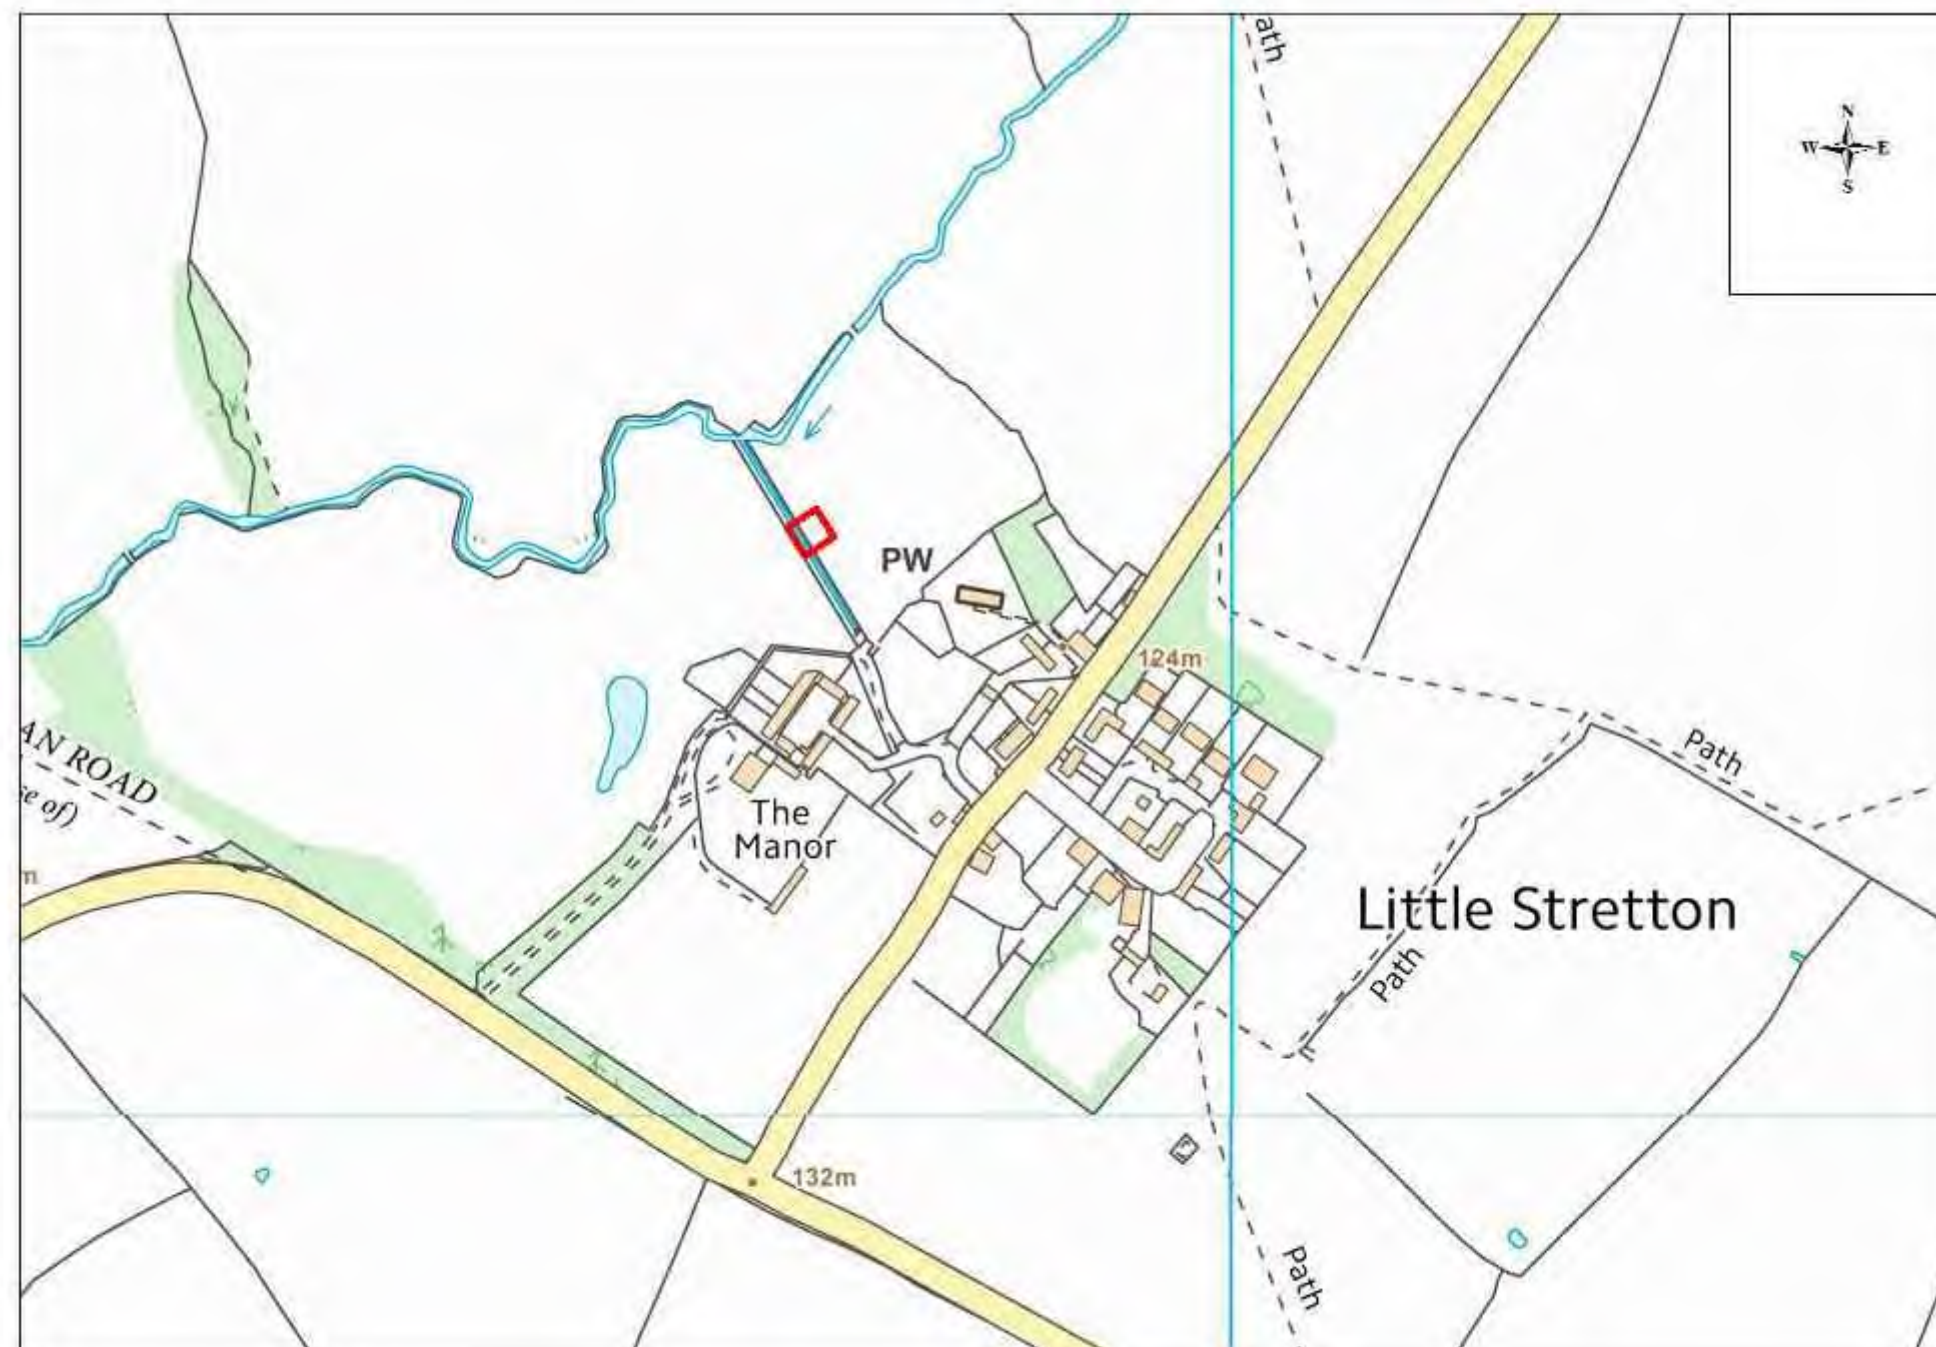 ath
N
W E
S
PW
124m
AN ROAD
se of)
Path
The
Manor
m
Little Stretton
Path
132m
Path